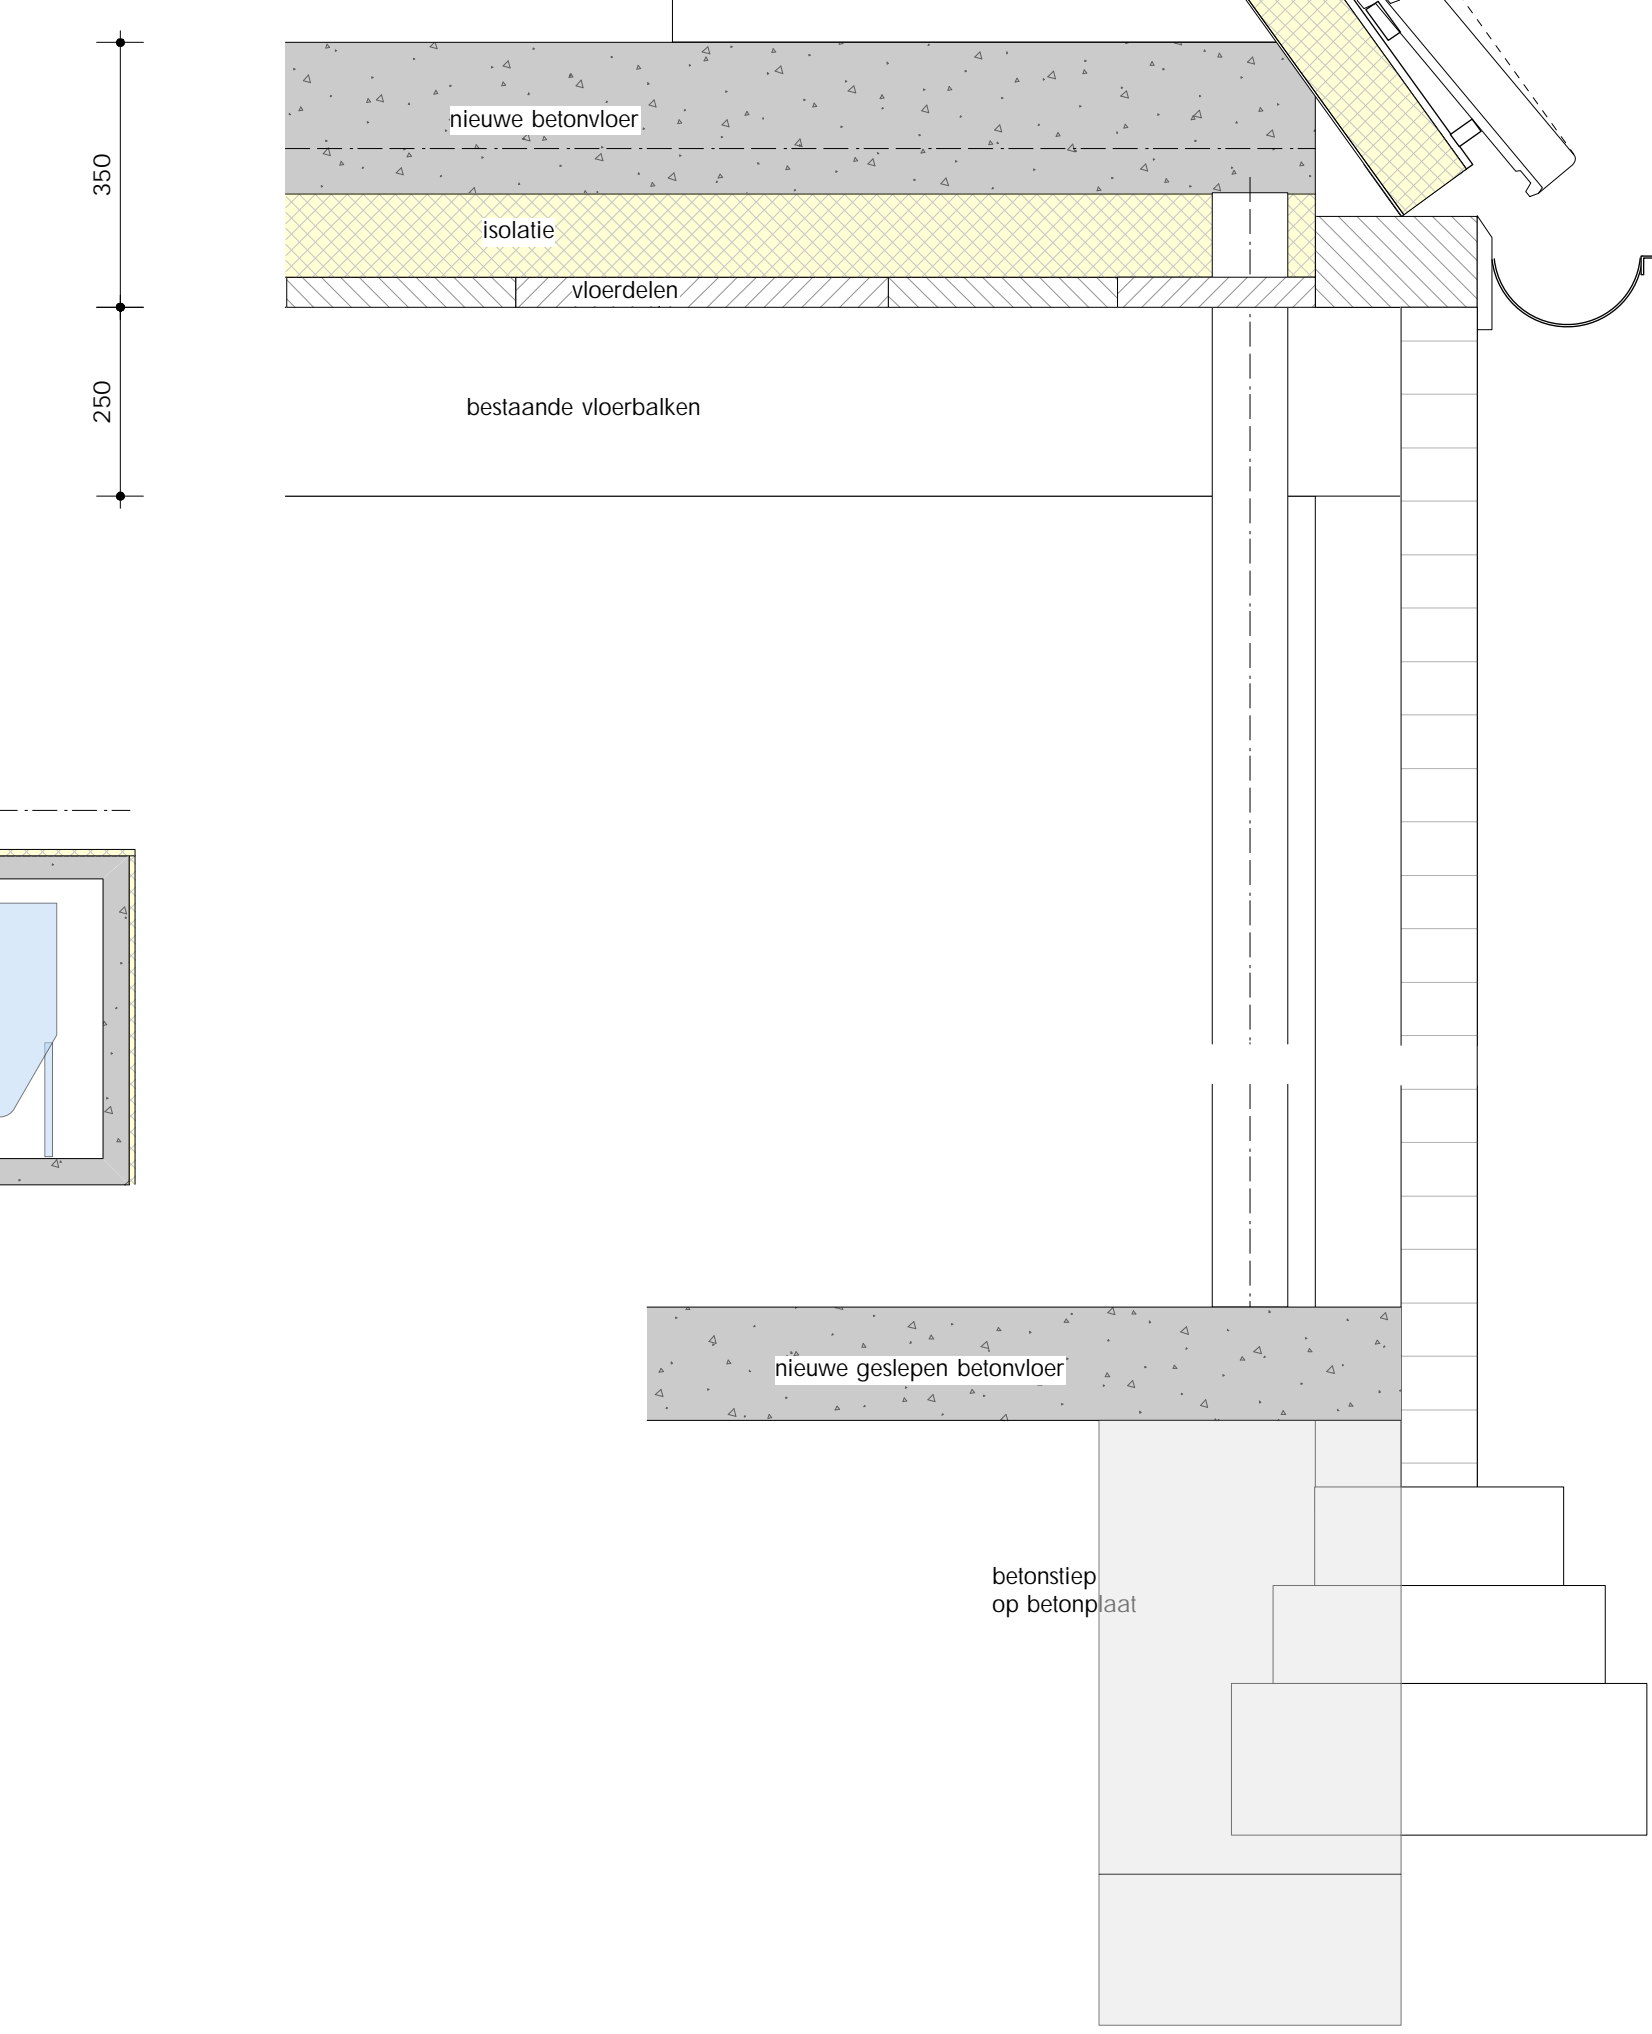 nieuwe betonvloer
350
isolatie
vloerdelen
250
bestaande vloerbalken
nieuwe geslepen betonvloer
betonstiep
op betonplaat